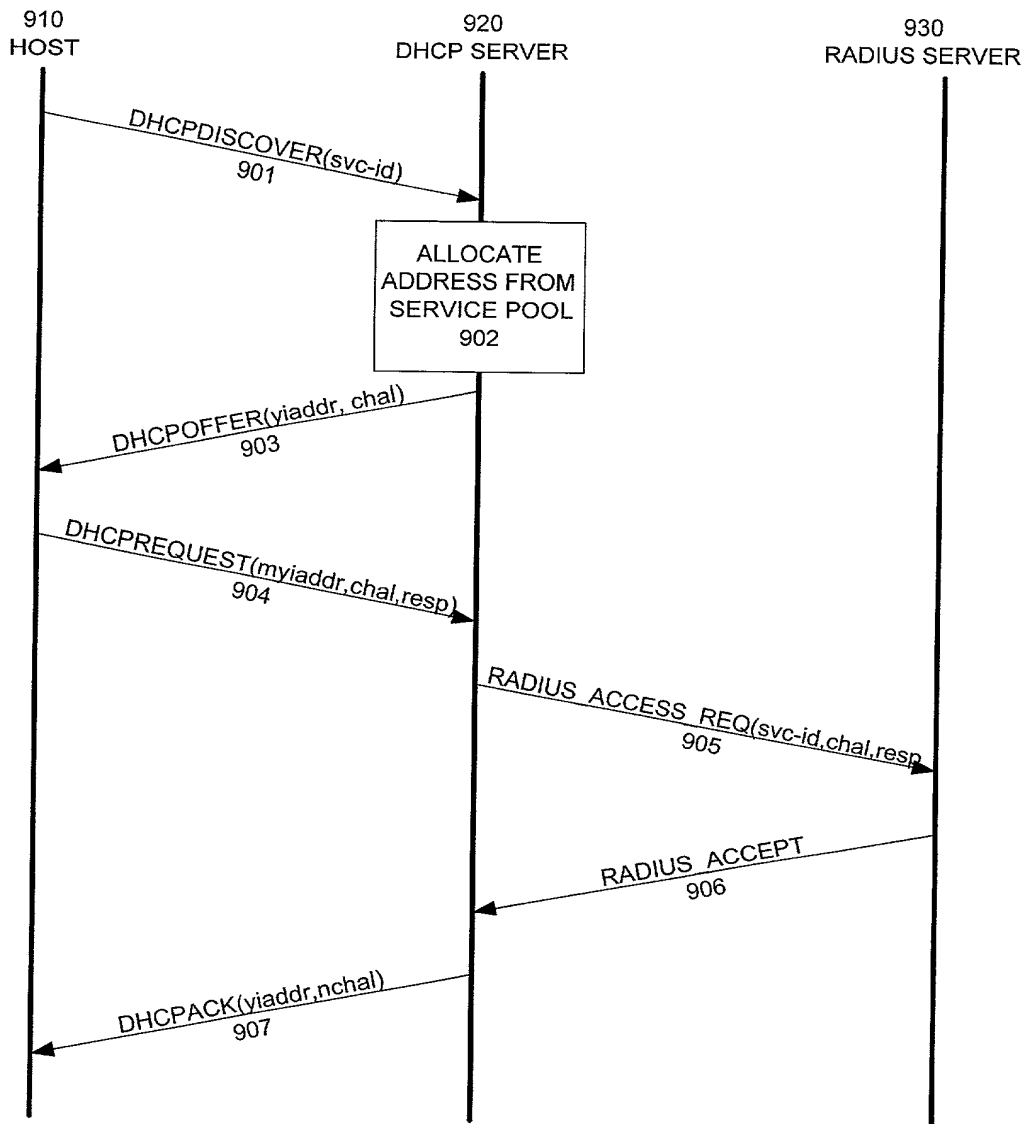 910
HOST
920
DHCP SERVER
930
RADIUS SERVER
DHCPDISCOVER(svc-id)
901
ALLOCATE
ADDRESS FROM
SERVICE POOL
902
DHCPOFFER(yiaddr, chal)
903
DHCPREQUEST(myiaddr,chal,resp)
904
RADIUS_ACCESS_REQ(svc-id,chal,resp
905
RADIUS_ACCEPT
906
DHCPACK(yiaddr,nchal)
907